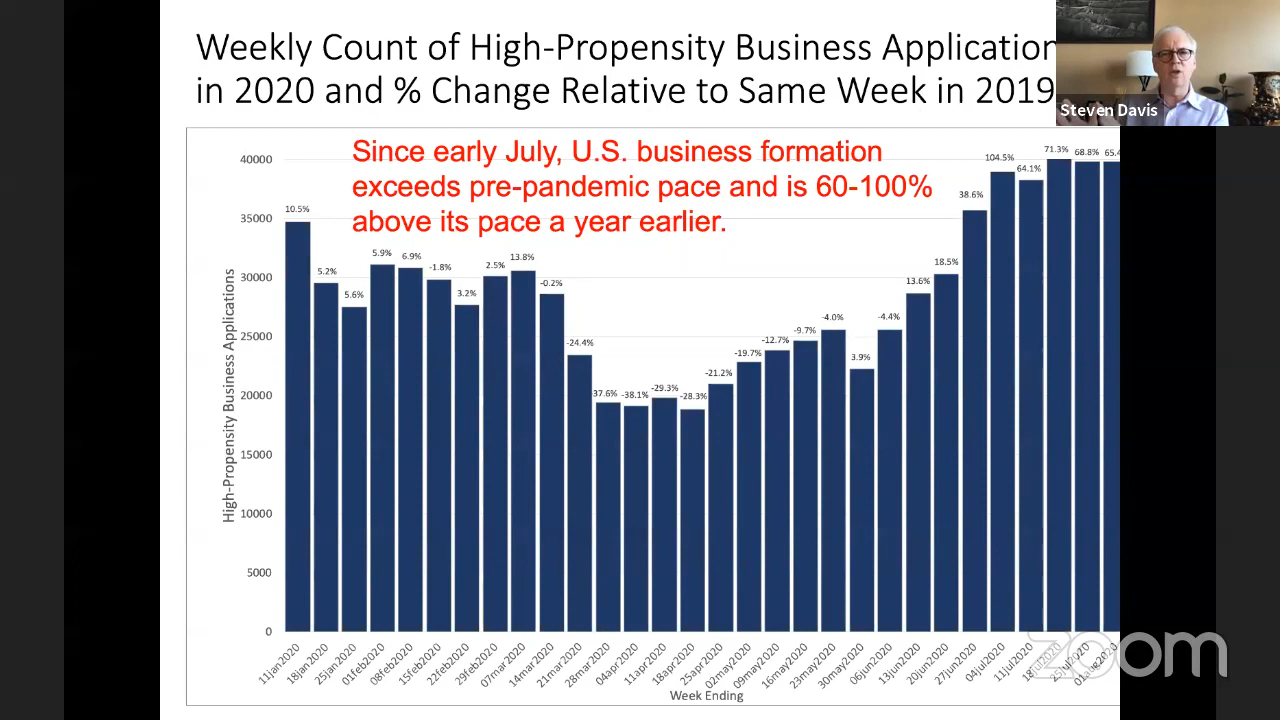 Weekly Count of High-Propensity Business Application
in 2020 and % Change Relative to Same Week in 2019
Steven Davis
Since early July, U.S. business formation
exceeds pre-pandemic pace and is 60-100%
above its pace a year earlier.
High-Propensity Business Applications
40000
35000
30000
25000
20000
15000
10000
5000
0
10.5%
5.2%
5.6%
5.9%
6.9%
-1.8%
3.2%
2.5%
13.8%
-0.2%
-24.4%
37.6%
-38.1%
-29.3%
-28.3%
-21.2%
-19.7%
-12.7%
-9.7%
-4.0%
3.9%
-4.4%
13.6%
18.5%
38.6%
104.5%
64.1%
71.3%
68.8%
65.4
11jan2020
18jan2020
25jan2020
01feb2020
08feb2020
15feb2020
22feb2020
29feb2020
07mar2020
14mar2020
21mar2020
28mar2020
04apr2020
11apr2020
18apr2020
25apr2020
02may2020
09may2020
16may2020
23may2020
30may2020
06jun2020
13jun2020
20jun2020
27jun2020
04jul2020
11jul2020
18jul2020
25jul2020
01aug2020
Week Ending
zoom